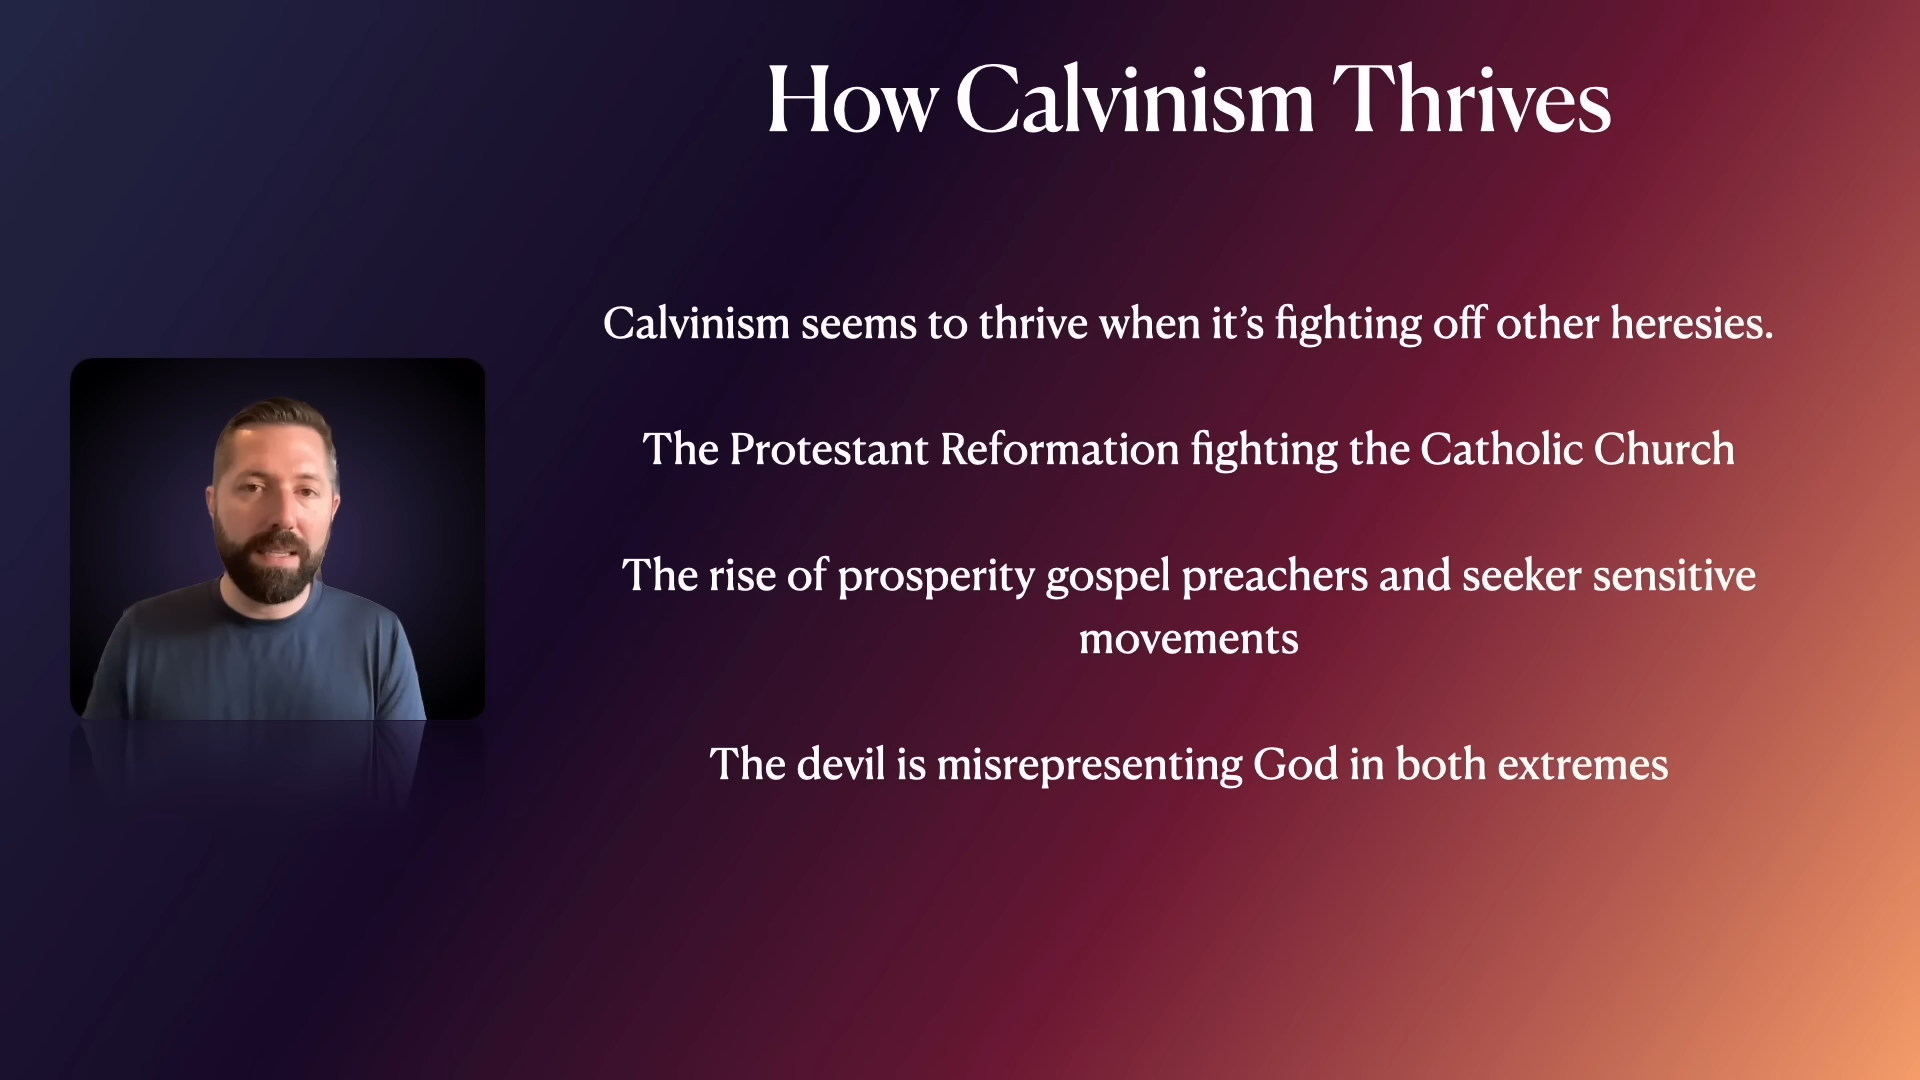 How Calvinism Thrives
Calvinism seems to thrive when it’s fighting off other heresies.
The Protestant Reformation fighting the Catholic Church
The rise of prosperity gospel preachers and seeker sensitive
movements
The devil is misrepresenting God in both extremes